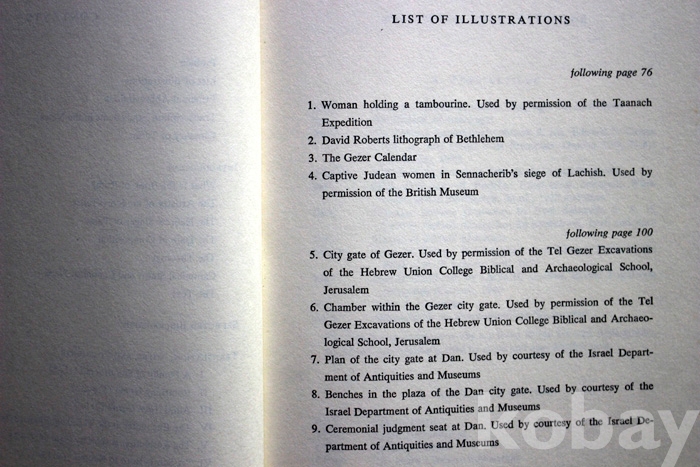 LIST OF ILLUSTRATIONS
following page 76
1. Woman holding a tambourine. Used by permission of the Taanach
Expedition
2. David Roberts lithograph of Bethlehem
3. The Gezer Calendar
4. Captive Judean women in Sennacherib's siege of Lachish. Used by
permission of the British Museum
following page 100
5. City gate of Gezer. Used by permission of the Tel Gezer Excavations
of the Hebrew Union College Biblical and Archaeological School,
Jerusalem
6. Chamber within the Gezer city gate. Used by permission of the Tel
Gezer Excavations of the Hebrew Union College Biblical and Archaeo-
logical School, Jerusalem
7. Plan of the city gate at Dan. Used by courtesy of the Israel Depart-
ment of Antiquities and Museums
8. Benches in the plaza of the Dan city gate. Used by courtesy of the
Israel Department of Antiquities and Museums
9. Ceremonial judgment seat at Dan. Used by courtesy of the Israel De-
partment of Antiquities and Museums
kobay